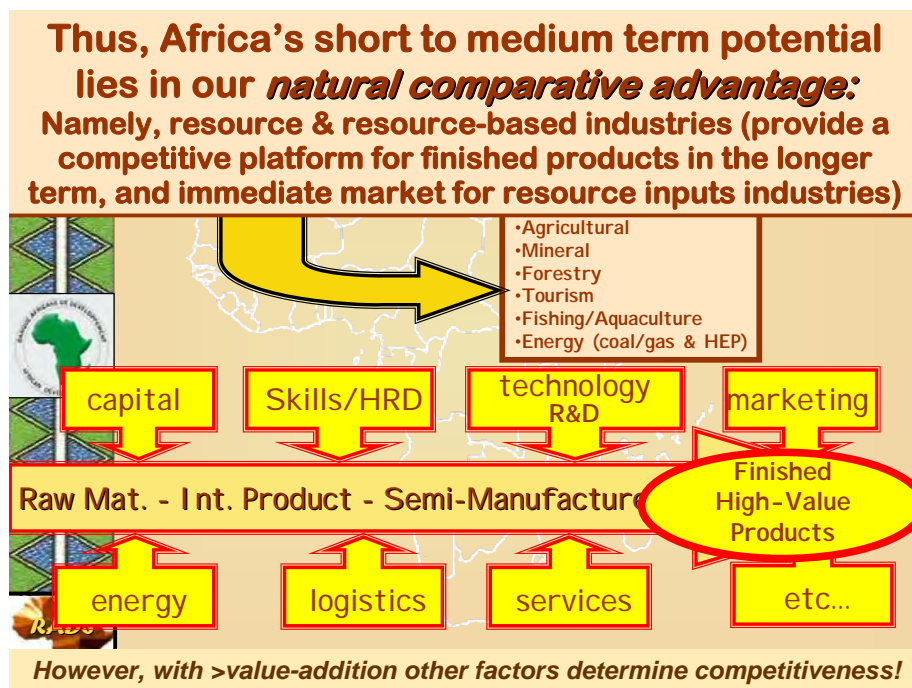 Thus, Africa's short to medium term potential
lies in our natural comparative advantage:
Namely, resource & resource-based industries (provide a
competitive platform for finished products in the longer
term, and immediate market for resource inputs industries)
•Agricultural
•Mineral
•Forestry
•Tourism
•Fishing/Aquaculture
•Energy (coal/gas & HEP)
capital
Skills/HRD
technology
R&D
marketing
Raw Mat. - Int. Product - Semi-Manufacture
Finished
High-Value
Products
energy
logistics
services
etc…
RADS
However, with >value-addition other factors determine competitiveness!